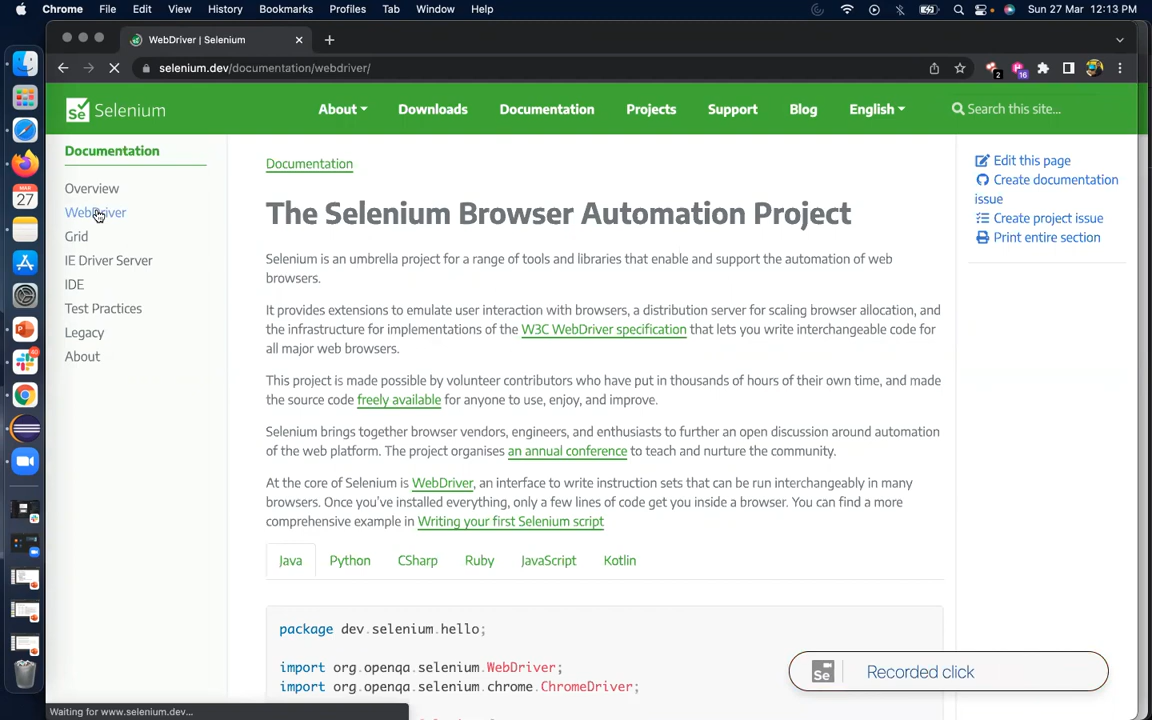 Chrome File Edit View History Bookmarks Profiles Tab Window Help Sun 27 Mar 12:13 PM
WebDriver | Selenium
selenium.dev/documentation/webdriver/
2 16
Se Selenium About Downloads Documentation Projects Support Blog English Search this site...
Documentation
Overview
WebDriver
Grid
IE Driver Server
IDE
Test Practices
Legacy
About
Documentation
The Selenium Browser Automation Project
Selenium is an umbrella project for a range of tools and libraries that enable and support the automation of web
browsers.
It provides extensions to emulate user interaction with browsers, a distribution server for scaling browser allocation, and
the infrastructure for implementations of the W3C WebDriver specification that lets you write interchangeable code for
all major web browsers.
This project is made possible by volunteer contributors who have put in thousands of hours of their own time, and made
the source code freely available for anyone to use, enjoy, and improve.
Selenium brings together browser vendors, engineers, and enthusiasts to further an open discussion around automation
of the web platform. The project organises an annual conference to teach and nurture the community.
At the core of Selenium is WebDriver, an interface to write instruction sets that can be run interchangeably in many
browsers. Once you've installed everything, only a few lines of code get you inside a browser. You can find a more
comprehensive example in Writing your first Selenium script
Java Python CSharp Ruby JavaScript Kotlin
package dev.selenium.hello;
import org.openqa.selenium.WebDriver;
import org.openqa.selenium.chrome.ChromeDriver;
Edit this page
Create documentation
issue
Create project issue
Print entire section
Se Recorded click
Waiting for www.selenium.dev...
27